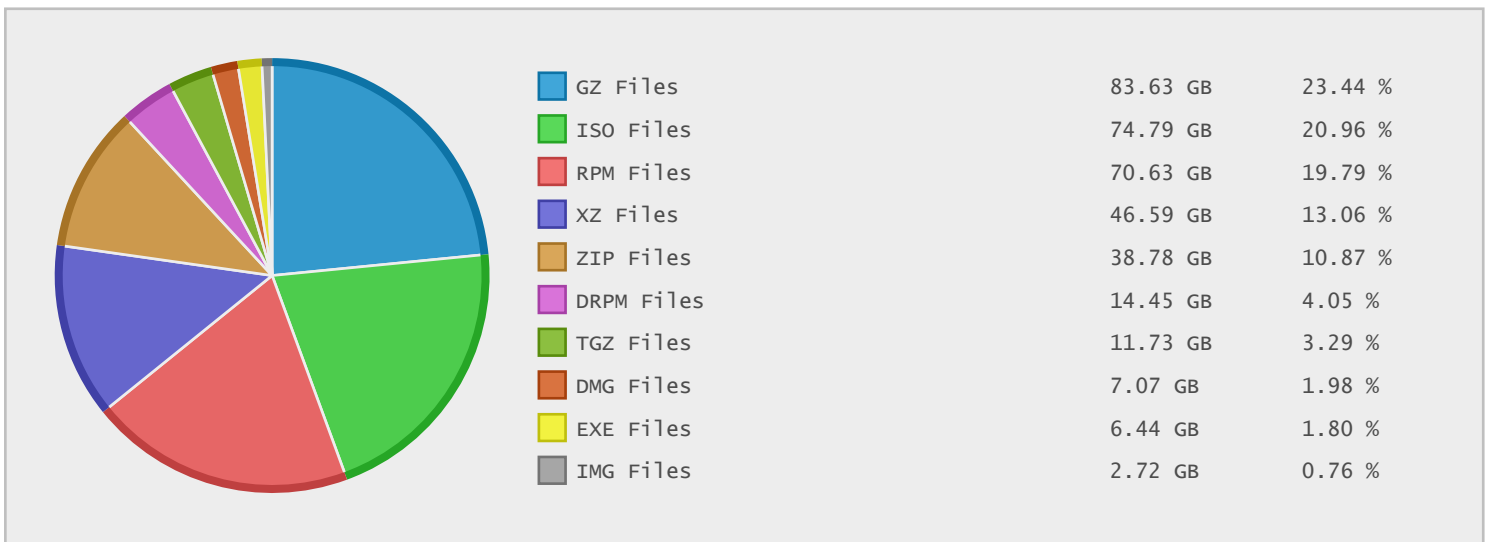 GZ Files 83.63 GB 23.44 %
ISO Files 74.79 GB 20.96 %
RPM Files 70.63 GB 19.79 %
XZ Files 46.59 GB 13.06 %
ZIP Files 38.78 GB 10.87 %
DRPM Files 14.45 GB 4.05 %
TGZ Files 11.73 GB 3.29 %
DMG Files 7.07 GB 1.98 %
EXE Files 6.44 GB 1.80 %
IMG Files 2.72 GB 0.76 %